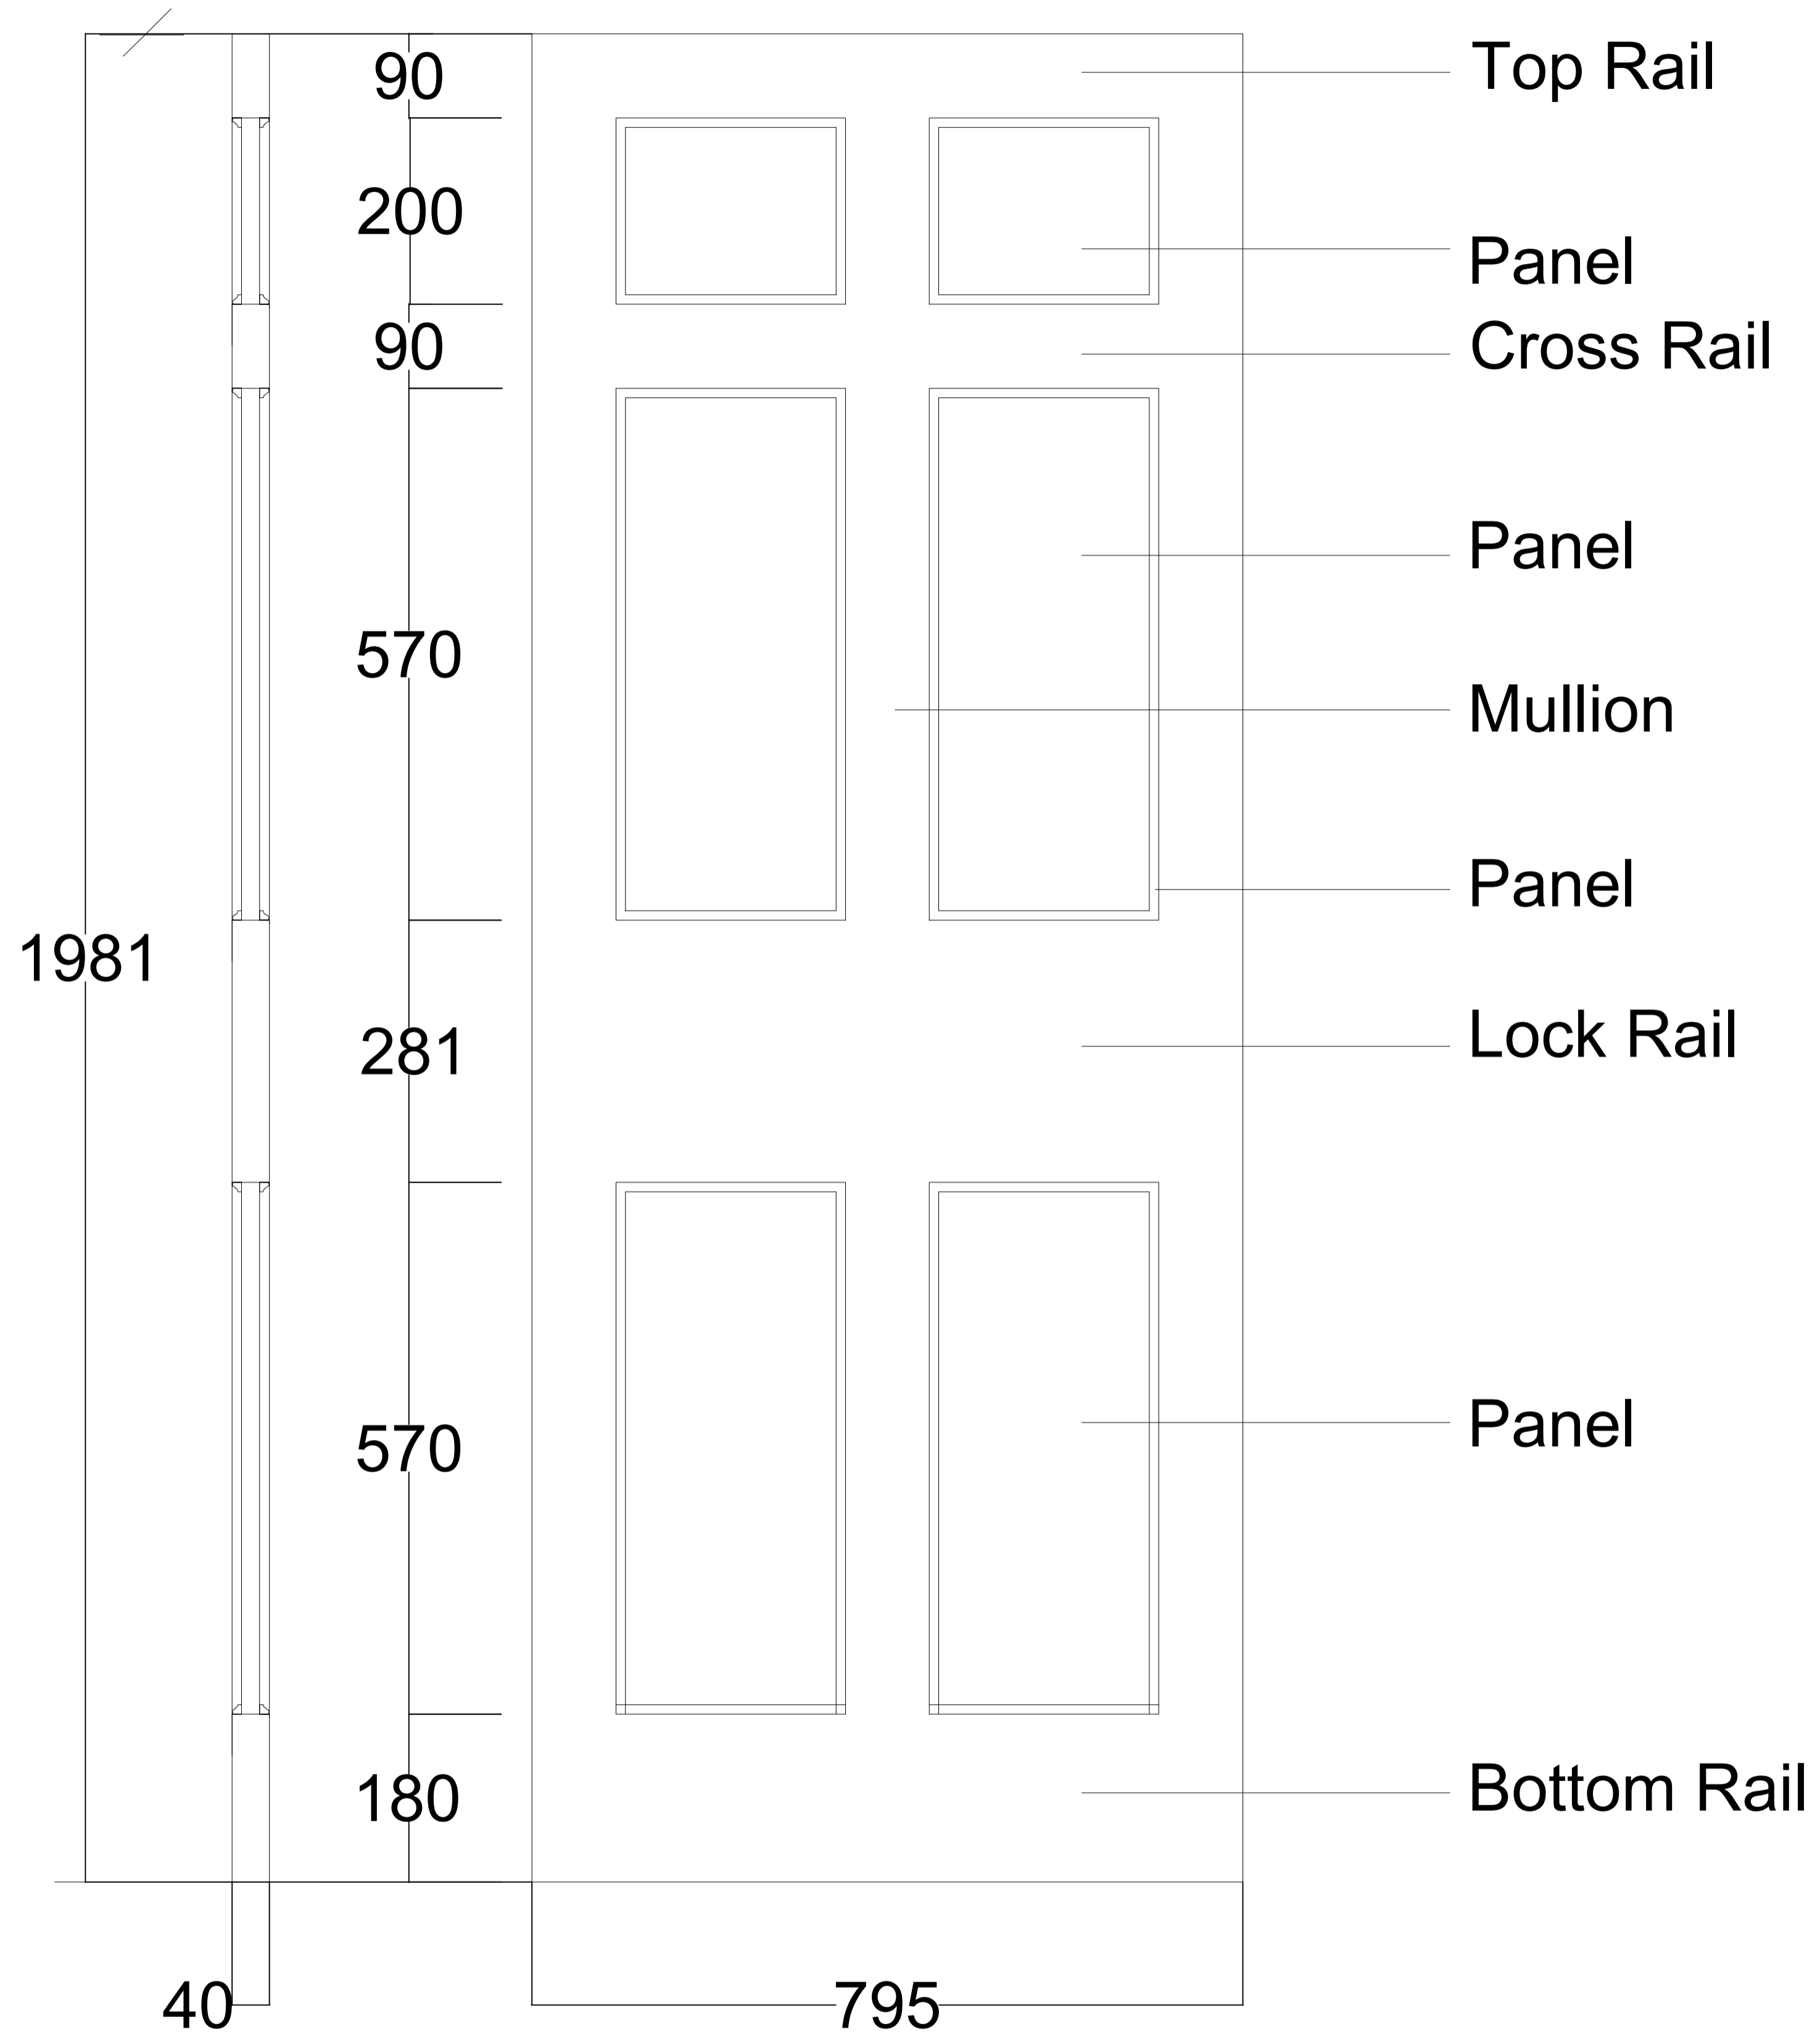 90
Top Rail
200
Panel
90
Cross Rail
Panel
570
Mullion
Panel
1981
281
Lock Rail
570
Panel
180
Bottom Rail
40
795